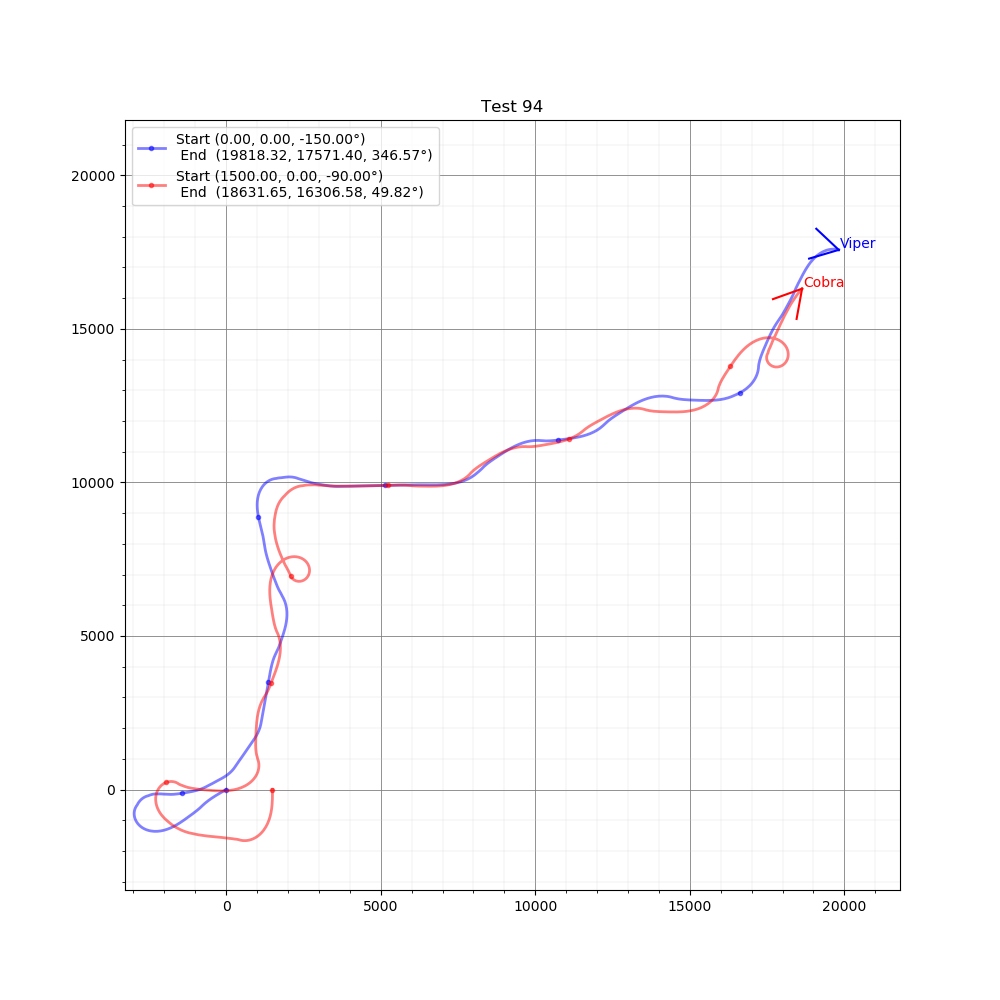 Test 94
Start (0.00, 0.00, -150.00°)
End (19818.32, 17571.40, 346.57°)
Start (1500.00, 0.00, -90.00°)
End (18631.65, 16306.58, 49.82°)
20000
15000
10000
5000
0
Viper
Cobra
0 5000 10000 15000 20000